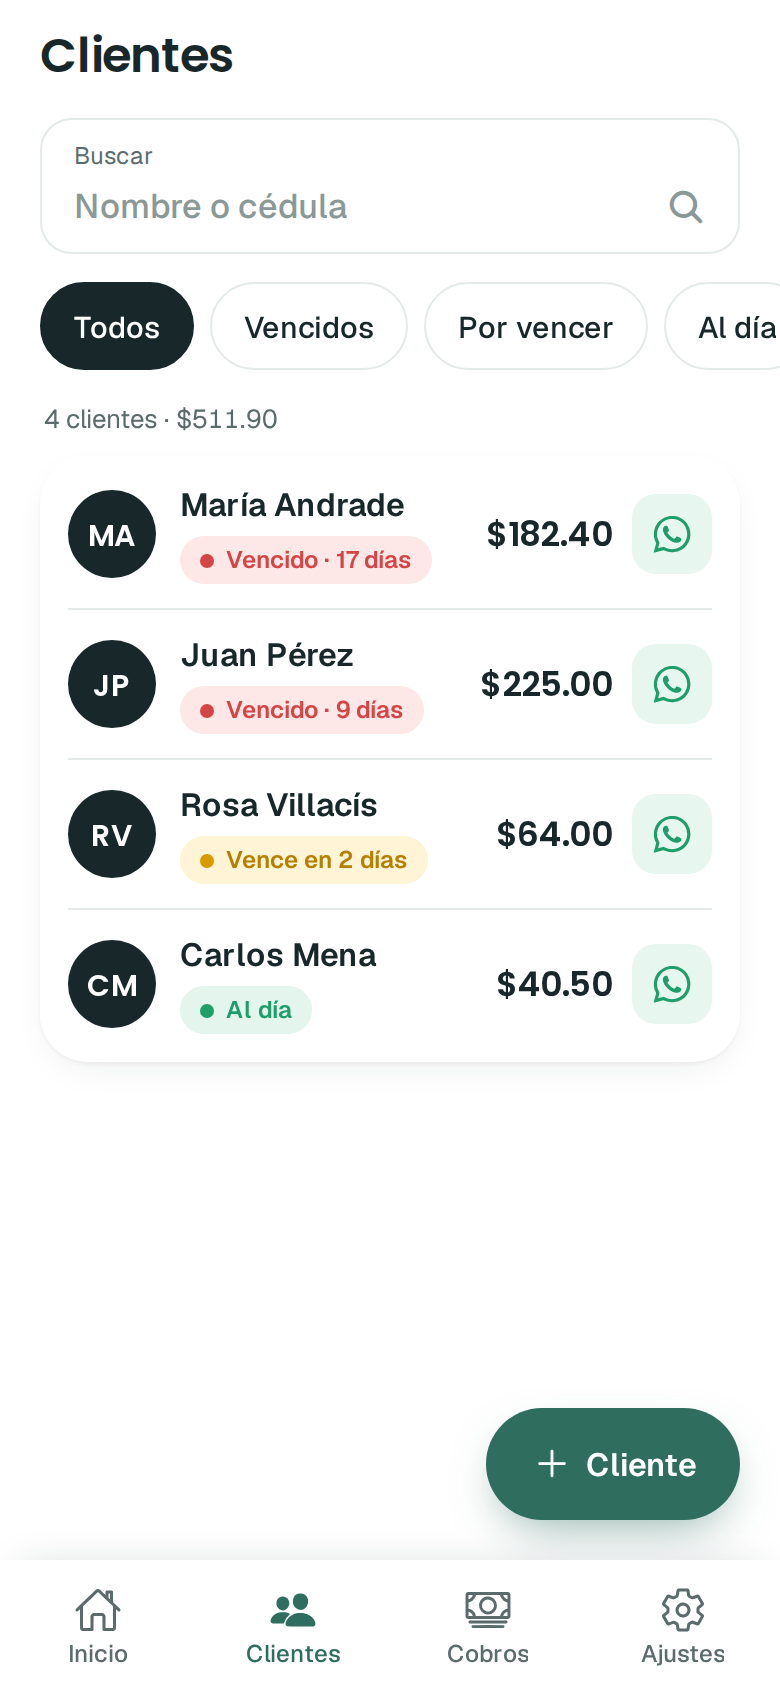 Clientes
Buscar
Nombre o cédula
Todos
Vencidos
Por vencer
Al día
4 clientes · $511.90
MA
María Andrade
Vencido · 17 días
$182.40
JP
Juan Pérez
Vencido · 9 días
$225.00
RV
Rosa Villacís
Vence en 2 días
$64.00
CM
Carlos Mena
Al día
$40.50
+ Cliente
Inicio
Clientes
Cobros
Ajustes